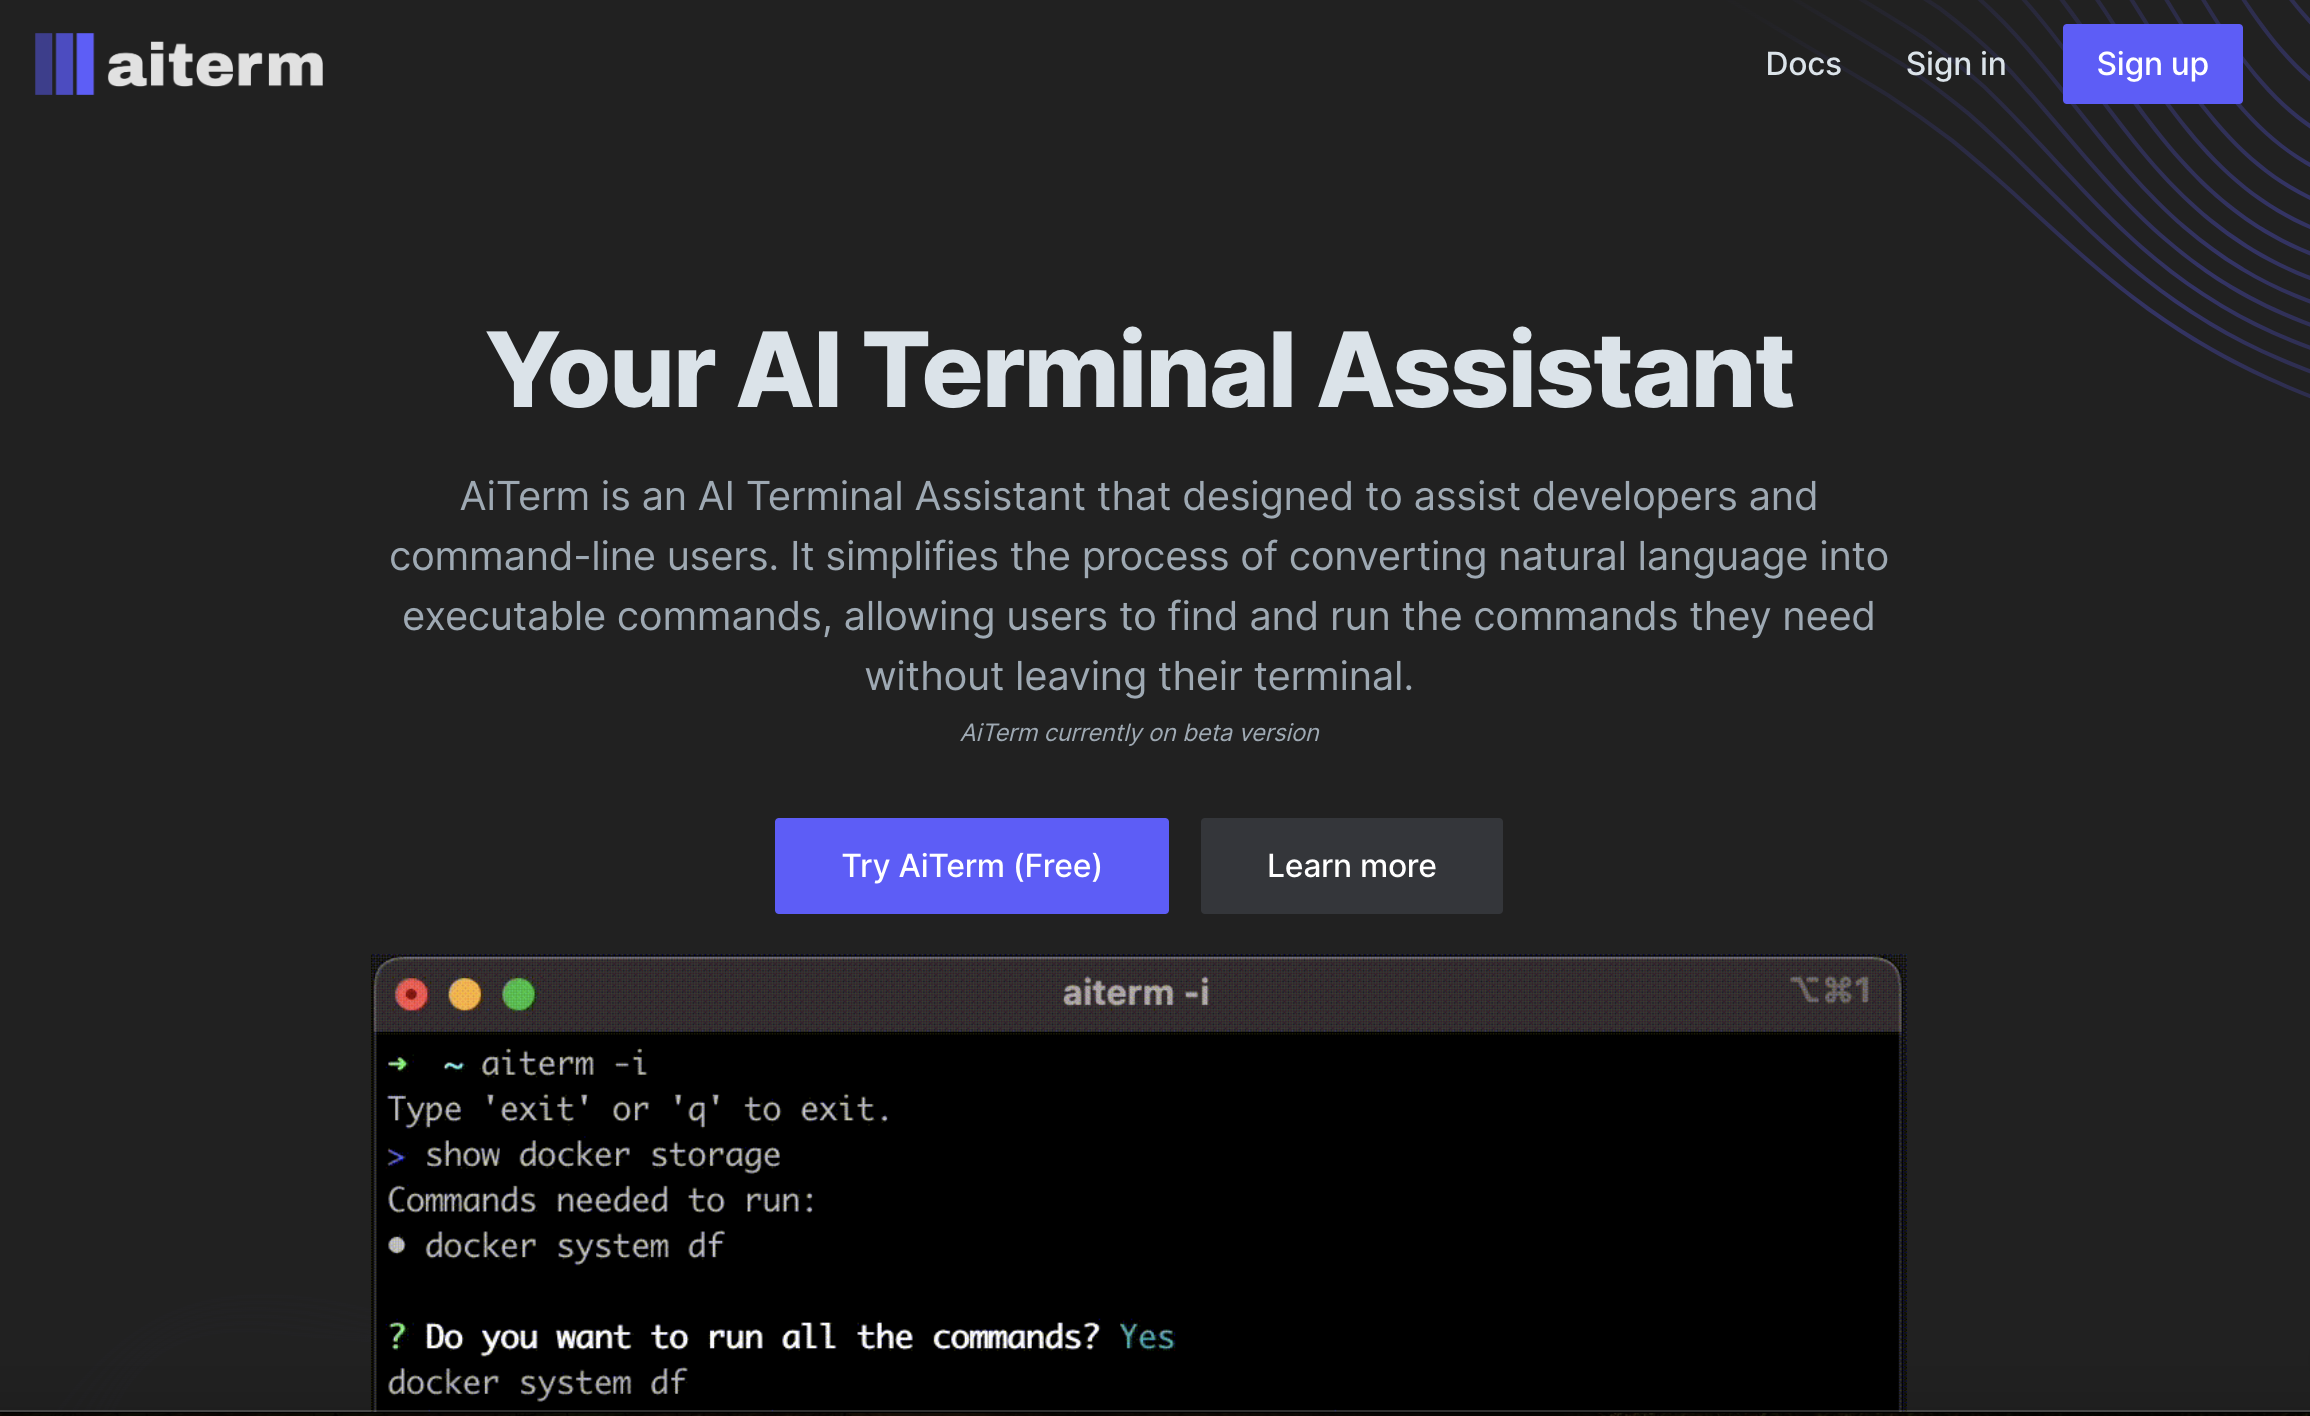 aiterm
Docs
Sign in
Sign up
Your AI Terminal Assistant
AiTerm is an AI Terminal Assistant that designed to assist developers and
command-line users. It simplifies the process of converting natural language into
executable commands, allowing users to find and run the commands they need
without leaving their terminal.
AiTerm currently on beta version
Try AiTerm (Free)
Learn more
aiterm -i
⌥⌘1
➜ ~ aiterm -i
Type 'exit' or 'q' to exit.
> show docker storage
Commands needed to run:
● docker system df
? Do you want to run all the commands? Yes
docker system df